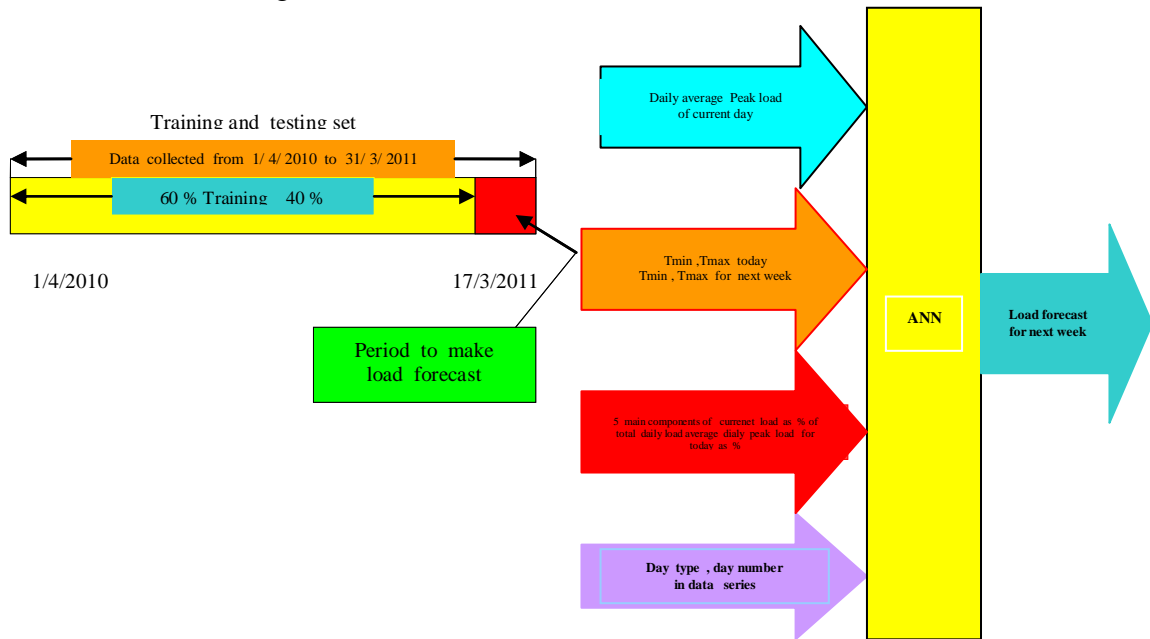 Training and testing set
Data collected from 1/ 4/ 2010 to 31/ 3/ 2011
60 % Training 40 %
1/4/2010
17/3/2011
Period to make
load forecast
Daily average Peak load
of current day
Tmin ,Tmax today
Tmin , Tmax for next week
5 main components of currenet load as % of
total daily load average dialy peak load for
today as %
Day type , day number
in data series
ANN
Load forecast
for next week